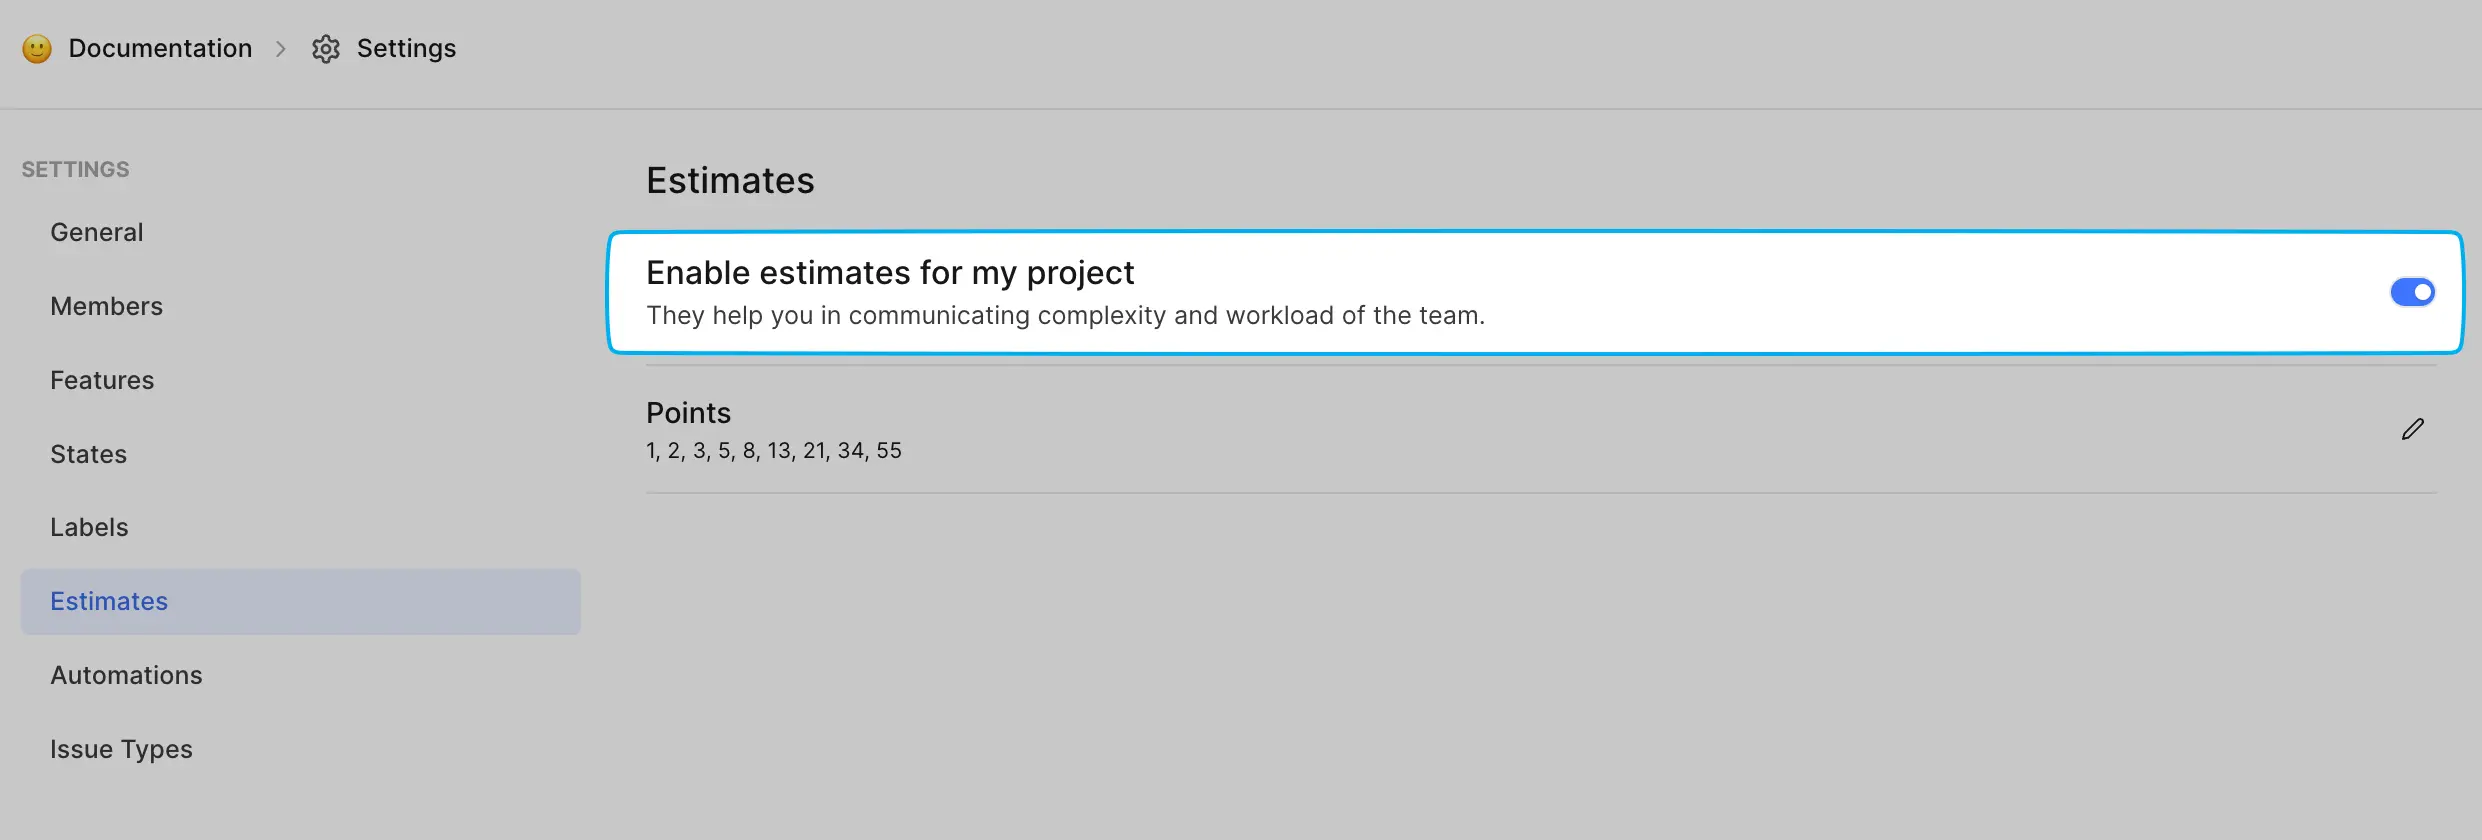 Documentation > Settings
SETTINGS
General
Members
Features
States
Labels
Estimates
Automations
Issue Types
Estimates
Enable estimates for my project
They help you in communicating complexity and workload of the team.
Points
1, 2, 3, 5, 8, 13, 21, 34, 55